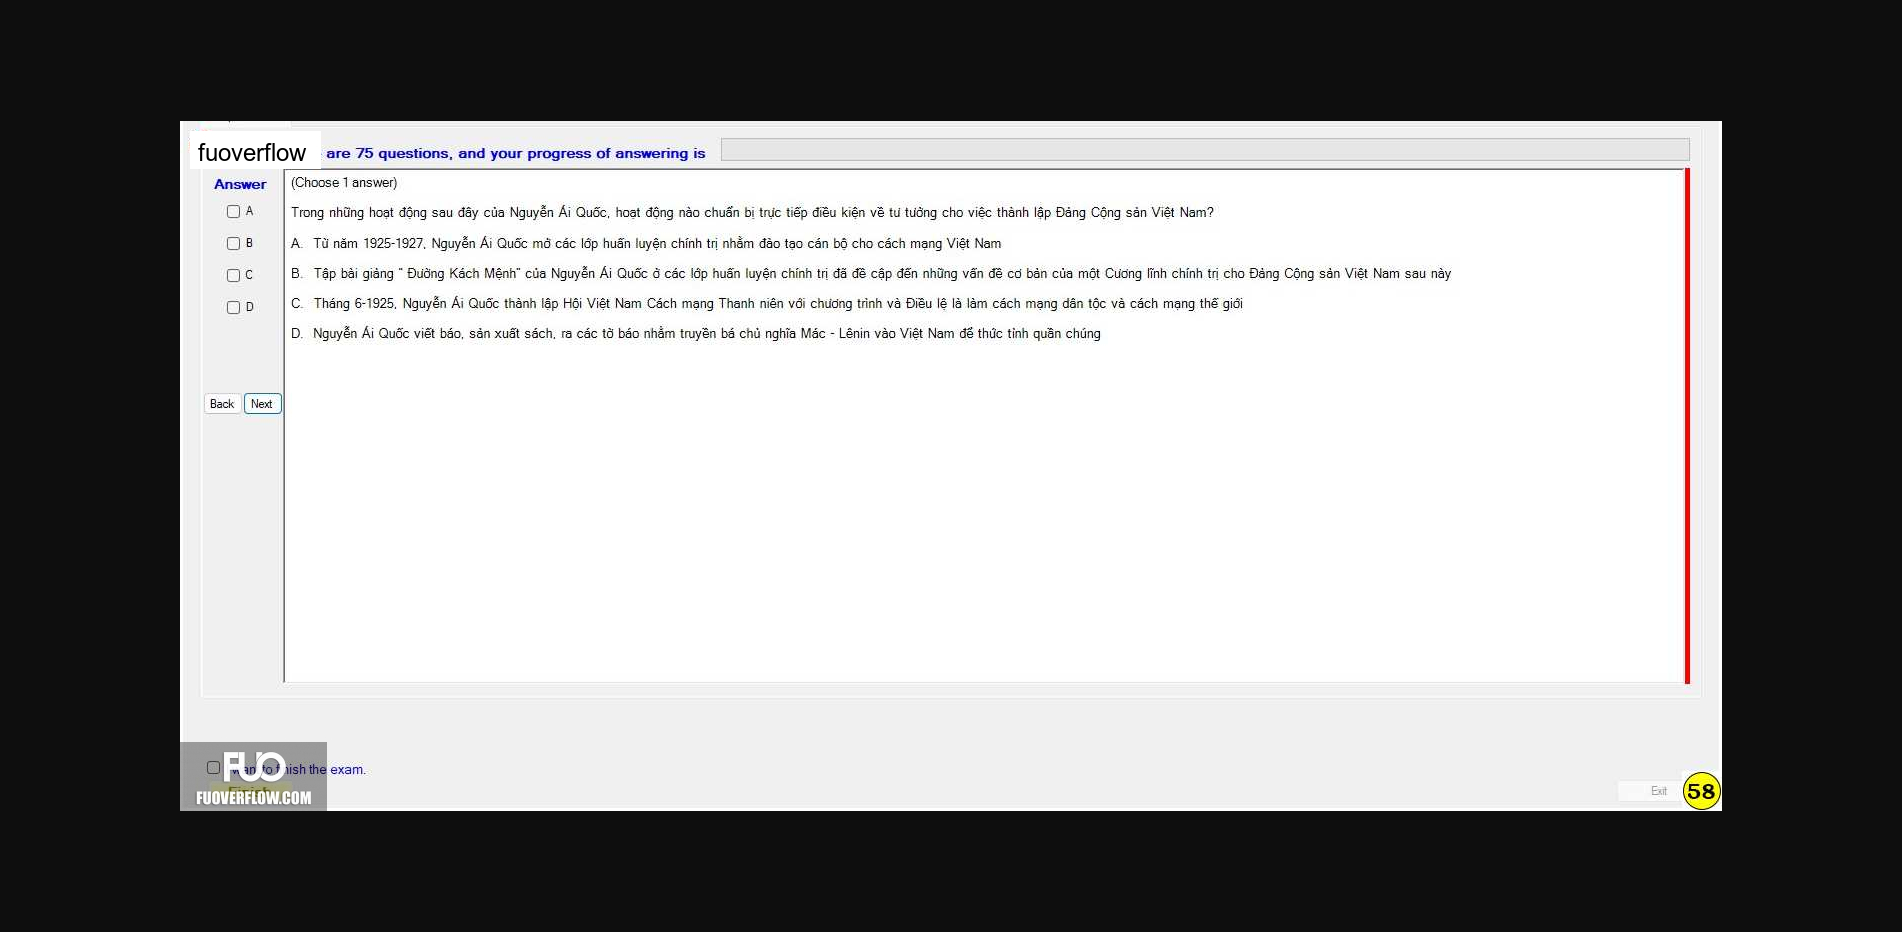 fuoverflow are 75 questions, and your progress of answering is
Answer
(Choose 1 answer)
A
Trong những hoạt động sau đây của Nguyễn Ái Quốc, hoạt động nào chuẩn bị trực tiếp điều kiện về tư tưởng cho việc thành lập Đảng Cộng sản Việt Nam?
B
A. Từ năm 1925-1927, Nguyễn Ái Quốc mở các lớp huấn luyện chính trị nhằm đào tạo cán bộ cho cách mạng Việt Nam
C
B. Tập bài giảng " Đường Kách Mệnh" của Nguyễn Ái Quốc ở các lớp huấn luyện chính trị đã đề cập đến những vấn đề cơ bản của một Cương lĩnh chính trị cho Đảng Cộng sản Việt Nam sau này
D
C. Tháng 6-1925, Nguyễn Ái Quốc thành lập Hội Việt Nam Cách mạng Thanh niên với chương trình và Điều lệ là làm cách mạng dân tộc và cách mạng thế giới
D. Nguyễn Ái Quốc viết báo, sản xuất sách, ra các tờ báo nhằm truyền bá chủ nghĩa Mác - Lênin vào Việt Nam để thức tỉnh quần chúng
Back Next
FUO
want to finish the exam.
Finish
FUOVERFLOW.COM
Exit
58